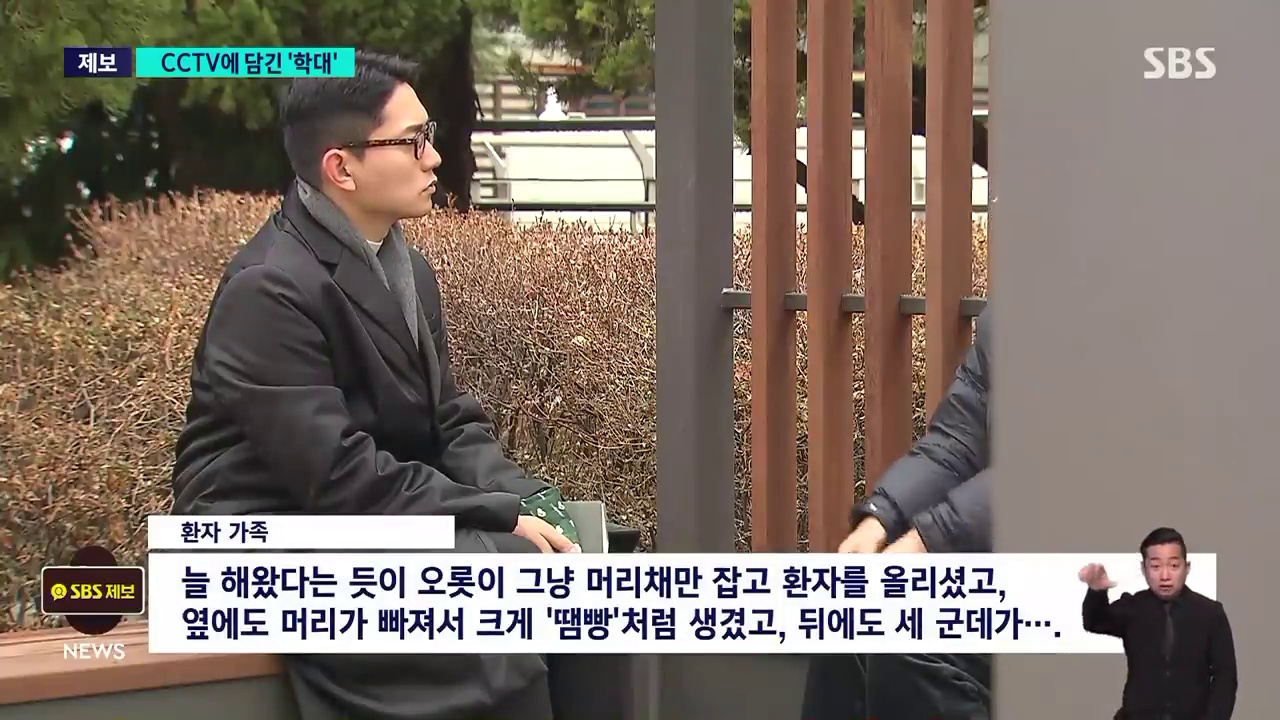 제보 CCTV에 담긴 '학대'
SBS
환자 가족
늘 해왔다는 듯이 오롯이 그냥 머리채만 잡고 환자를 올리셨고,
옆에도 머리가 빠져서 크게 '땜빵'처럼 생겼고, 뒤에도 세 군데가….
SBS 제보
NEWS